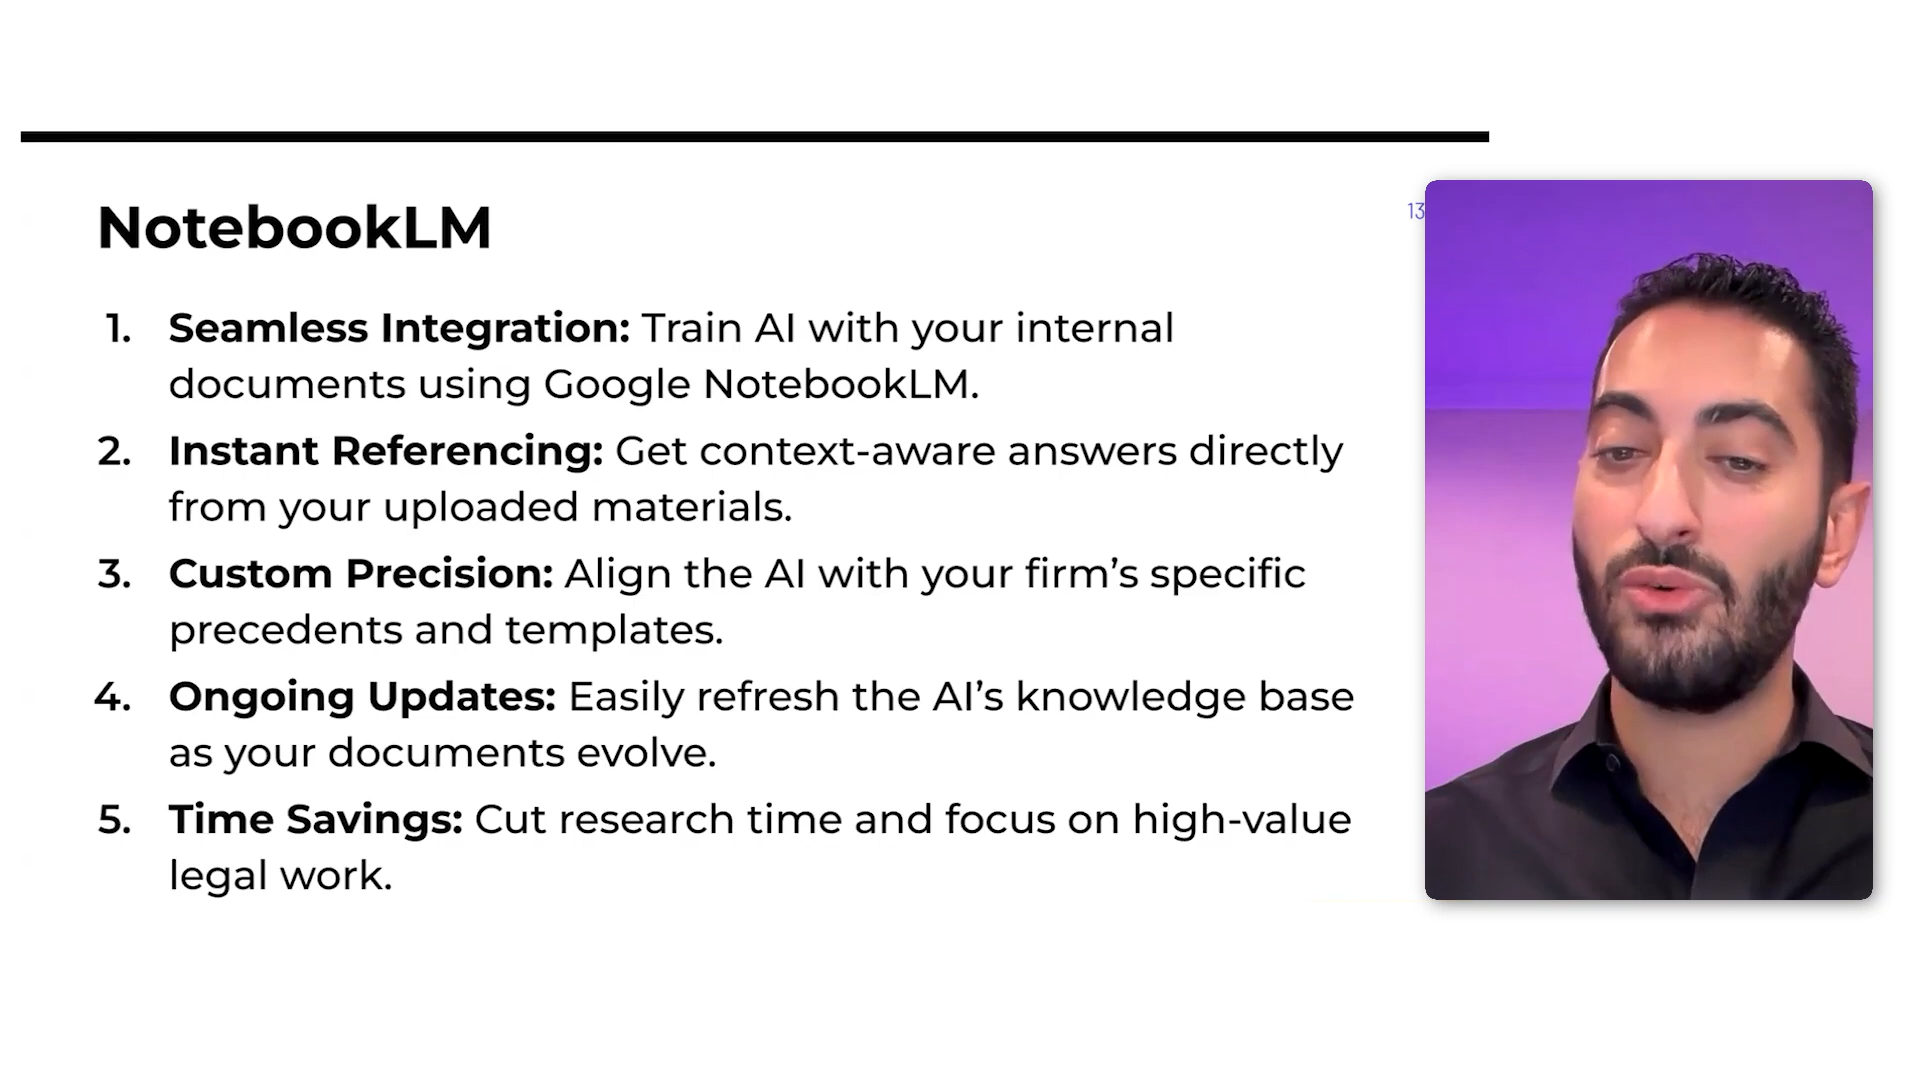 13
NotebookLM
1. Seamless Integration: Train AI with your internal
documents using Google NotebookLM.
2. Instant Referencing: Get context-aware answers directly
from your uploaded materials.
3. Custom Precision: Align the AI with your firm’s specific
precedents and templates.
4. Ongoing Updates: Easily refresh the AI’s knowledge base
as your documents evolve.
5. Time Savings: Cut research time and focus on high-value
legal work.